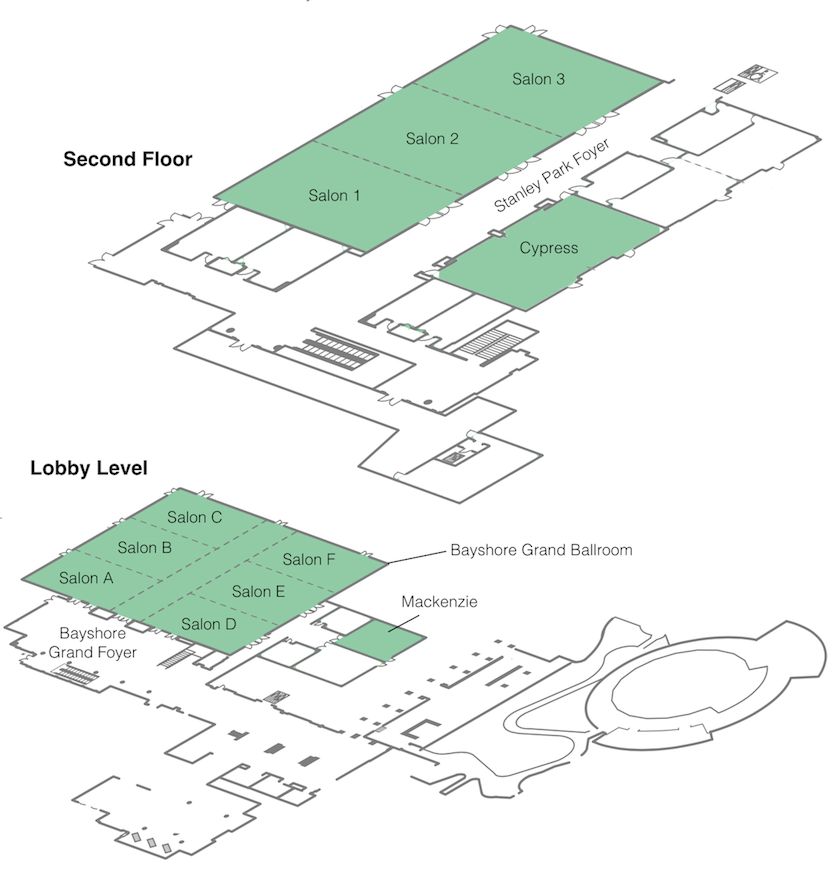 Second Floor
Salon 3
Salon 2
Salon 1
Stanley Park Foyer
Cypress
Lobby Level
Salon C
Salon B
Salon A
Salon F
Salon E
Salon D
Bayshore Grand Ballroom
Mackenzie
Bayshore
Grand Foyer